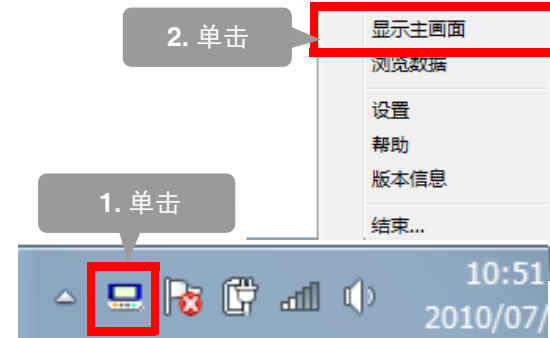 2. 单击
显示主画面
浏览数据
设置
帮助
版本信息
1. 单击
结束...
10:51
2010/07/